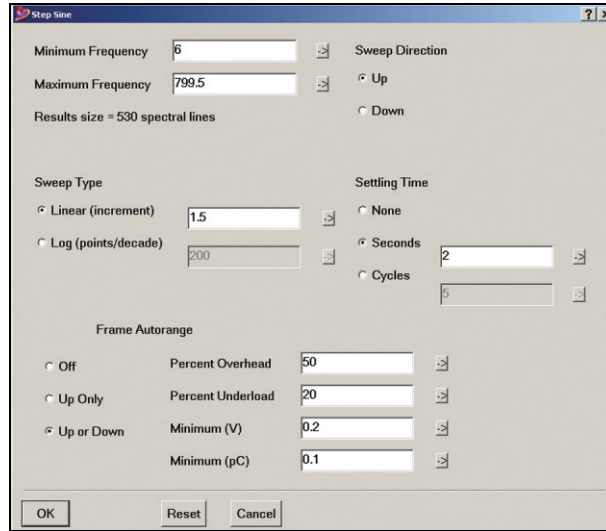 Step Sine
? x
Minimum Frequency 6 ->
Maximum Frequency 799.5 ->
Results size = 530 spectral lines
Sweep Direction
Up
Down
Sweep Type
Linear (increment) 1.5 ->
Log (points/decade) 200 ->
Settling Time
None
Seconds 2 ->
Cycles 5 ->
Frame Autorange
Off
Up Only
Up or Down
Percent Overhead 50 ->
Percent Underload 20 ->
Minimum (V) 0.2 ->
Minimum (pC) 0.1 ->
OK Reset Cancel